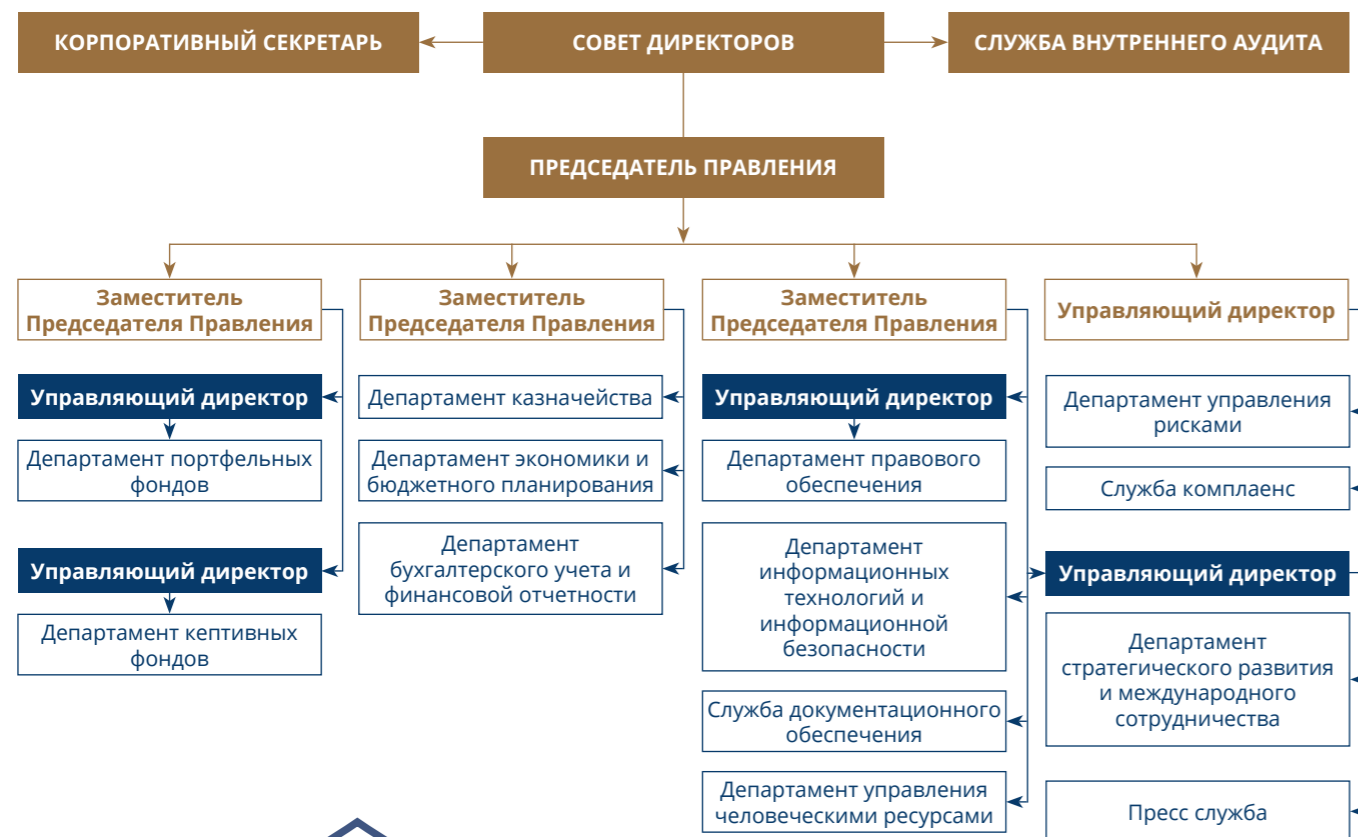 КОРПОРАТИВНЫЙ СЕКРЕТАРЬ
СОВЕТ ДИРЕКТОРОВ
СЛУЖБА ВНУТРЕННЕГО АУДИТА
ПРЕДСЕДАТЕЛЬ ПРАВЛЕНИЯ
Заместитель
Председателя Правления
Управляющий директор
Департамент портфельных
фондов
Управляющий директор
Департамент кептивных
фондов
Заместитель
Председателя Правления
Департамент казначейства
Департамент экономики и
бюджетного планирования
Департамент
бухгалтерского учета и
финансовой отчетности
Заместитель
Председателя Правления
Управляющий директор
Департамент правового
обеспечения
Департамент
информационных
технологий и
информационной
безопасности
Служба документационного
обеспечения
Департамент управления
человеческими ресурсами
Управляющий директор
Департамент управления
рисками
Служба комплаенс
Управляющий директор
Департамент
стратегического развития
и международного
сотрудничества
Пресс служба